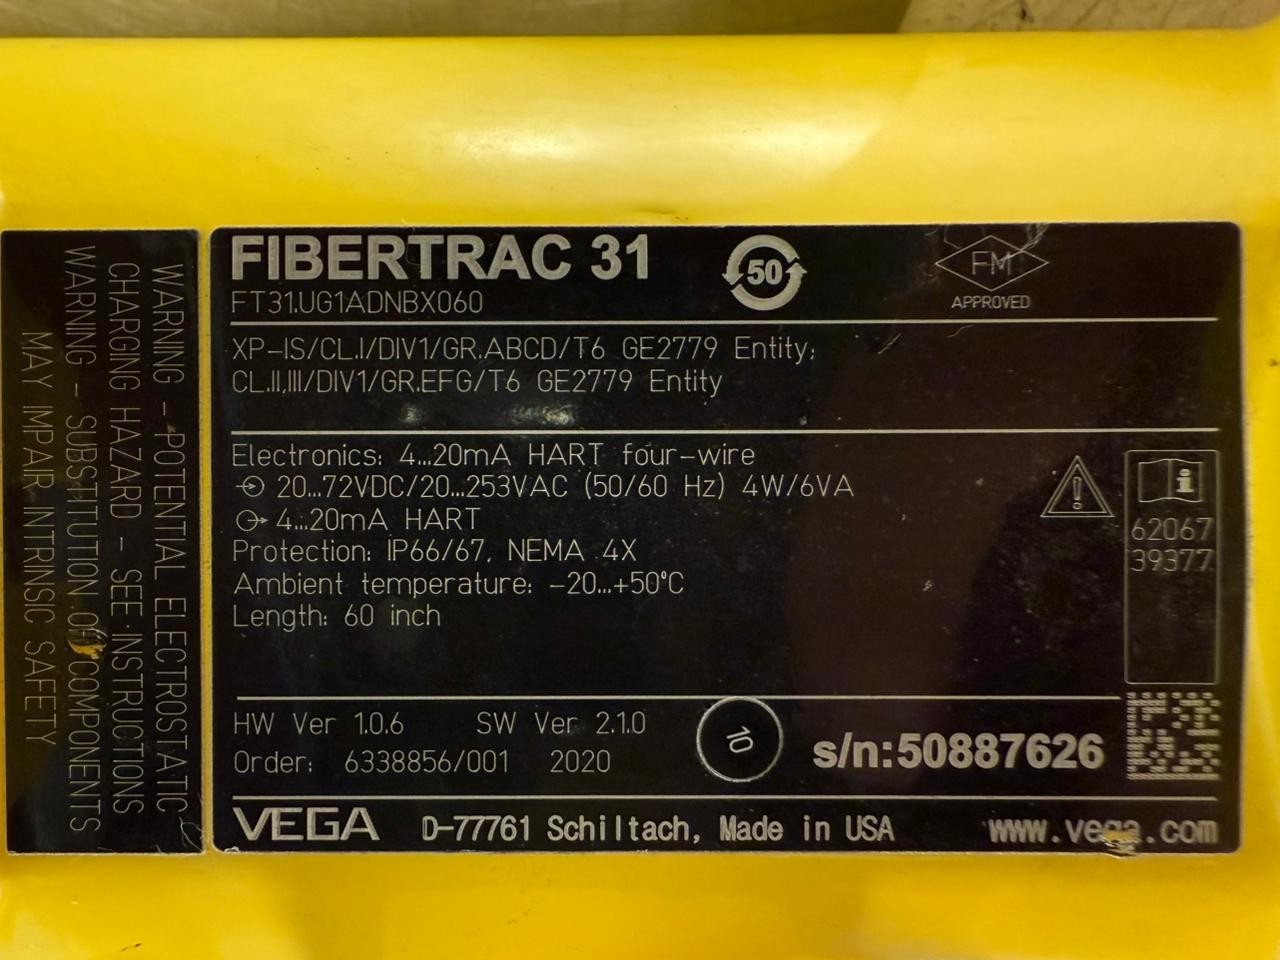 WARNING - POTENTIAL ELECTROSTATIC
CHARGING HAZARD - SEE INSTRUCTIONS
WARNING - SUBSTITUTION OF COMPONENTS
MAY IMPAIR INTRINSIC SAFETY
FIBERTRAC 31
FT31.UG1ADNBX060
50
FM
APPROVED
XP-IS/CL.I/DIV1/GR.ABCD/T6 GE2779 Entity;
CL.II,III/DIV1/GR.EFG/T6 GE2779 Entity
Electronics: 4...20mA HART four-wire
20...72VDC/20...253VAC (50/60 Hz) 4W/6VA
4...20mA HART
Protection: IP66/67, NEMA 4X
Ambient temperature: -20...+50°C
Length: 60 inch
62067
39377
HW Ver 1.0.6 SW Ver 2.1.0
Order: 6338856/001 2020
10
s/n:50887626
VEGA D-77761 Schiltach, Made in USA www.vega.com